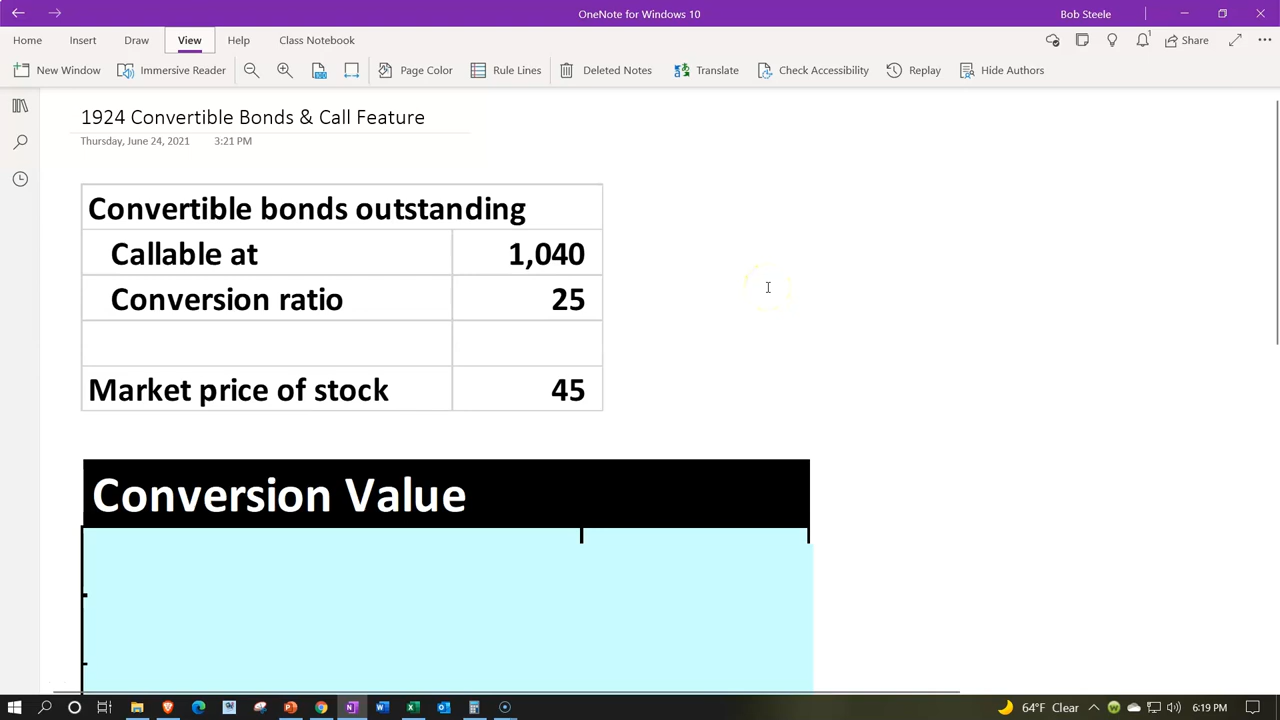 OneNote for Windows 10
Bob Steele
Home Insert Draw View Help Class Notebook
1
Share
New Window Immersive Reader Page Color Rule Lines Deleted Notes Translate Check Accessibility Replay Hide Authors
1924 Convertible Bonds & Call Feature
Thursday, June 24, 2021 3:21 PM
Convertible bonds outstanding
Callable at 1,040
Conversion ratio 25
Market price of stock 45
Conversion Value
64°F Clear
6:19 PM